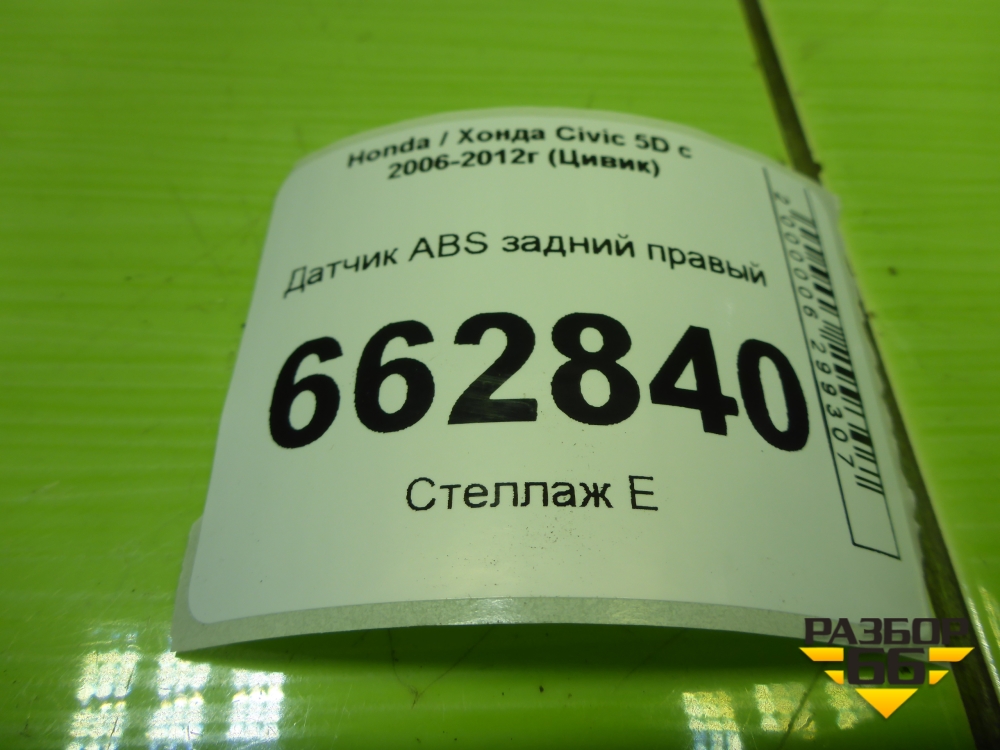 Honda / Хонда Civic 5D с
2006-2012г (Цивик)
Датчик ABS задний правый
662840
Стеллаж Е
2000006299307
РАЗБОР
66